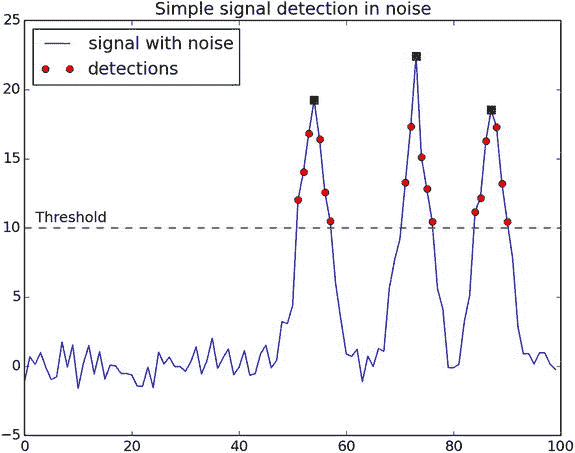 Simple signal detection in noise
25
signal with noise
detections
20
15
Threshold
10
5
0
−5
0 20 40 60 80 100